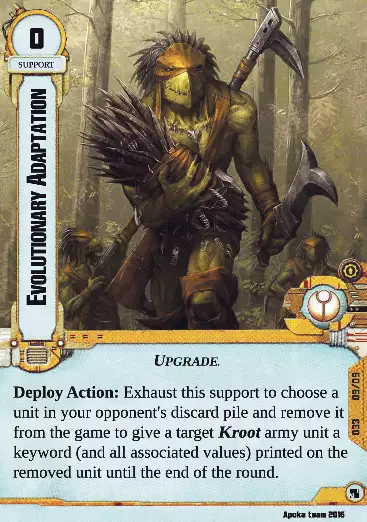 0
SUPPORT
EVOLUTIONARY ADAPTATION
UPGRADE.
Deploy Action: Exhaust this support to choose a
unit in your opponent's discard pile and remove it
from the game to give a target Kroot army unit a
keyword (and all associated values) printed on the
removed unit until the end of the round.
033
09/60
Apoka team 2016